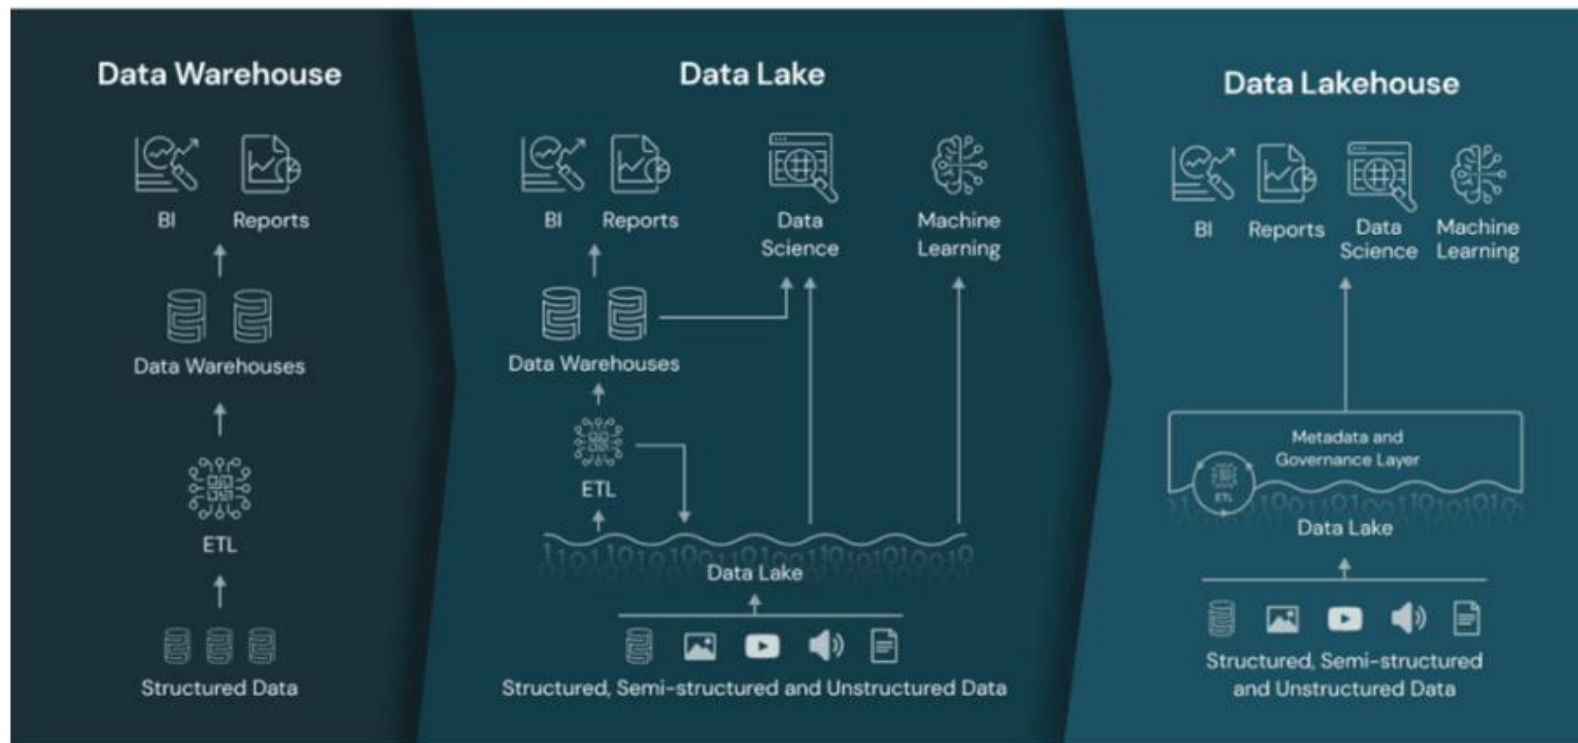 Data Warehouse
BI
Reports
Data Warehouses
ETL
Structured Data
Data Lake
BI
Reports
Data
Science
Machine
Learning
Data Warehouses
ETL
Data Lake
Structured, Semi-structured and Unstructured Data
Data Lakehouse
BI
Reports
Data
Science
Machine
Learning
Metadata and
Governance Layer
ETL
Data Lake
Structured, Semi-structured
and Unstructured Data